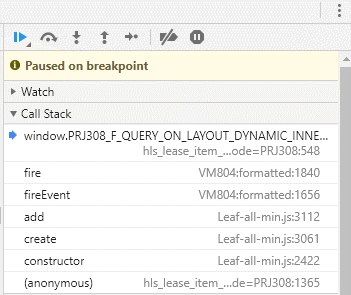 Paused on breakpoint
Watch
Call Stack
window.PRJ308_F_QUERY_ON_LAYOUT_DYNAMIC_INNE...
hls_lease_item_...ode=PRJ308:548
fire VM804:formatted:1840
fireEvent VM804:formatted:1656
add Leaf-all-min.js:3112
create Leaf-all-min.js:3061
constructor Leaf-all-min.js:2422
(anonymous) hls_lease_item_...ode=PRJ308:1365